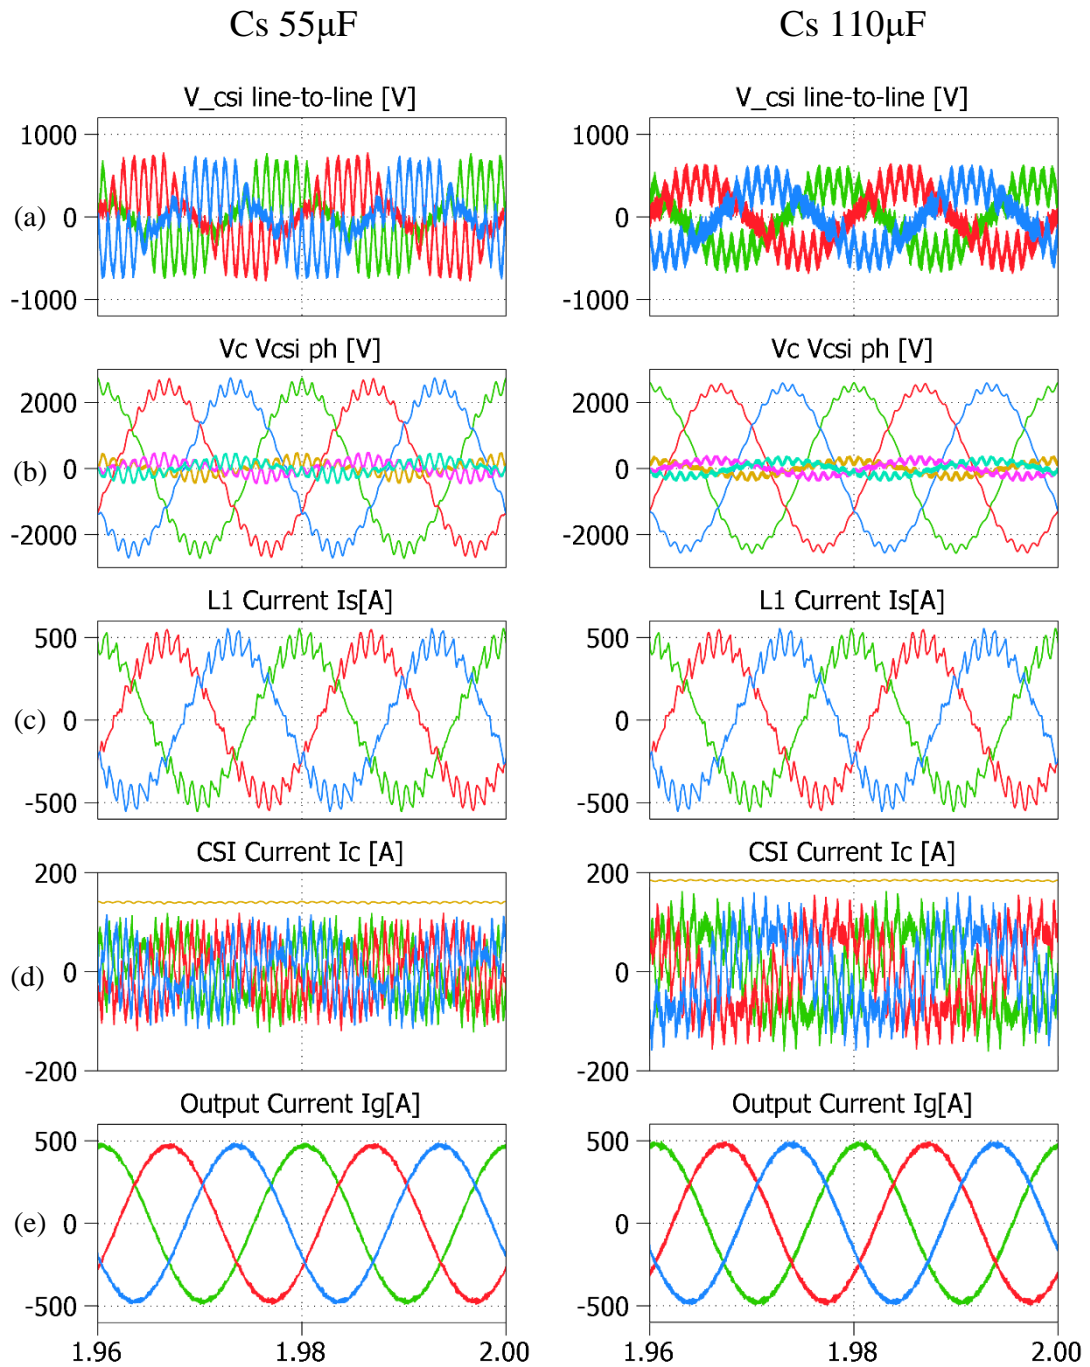 Cs 55μF Cs 110μF
V_csi line-to-line [V] V_csi line-to-line [V]
1000 1000
(a) 0 0
-1000 -1000
Vc Vcsi ph [V] Vc Vcsi ph [V]
2000 2000
(b) 0 0
-2000 -2000
L1 Current Is[A] L1 Current Is[A]
500 500
(c) 0 0
-500 -500
CSI Current Ic [A] CSI Current Ic [A]
200 200
(d) 0 0
-200 -200
Output Current Ig[A] Output Current Ig[A]
500 500
(e) 0 0
-500 -500
1.96 1.98 2.00 1.96 1.98 2.00